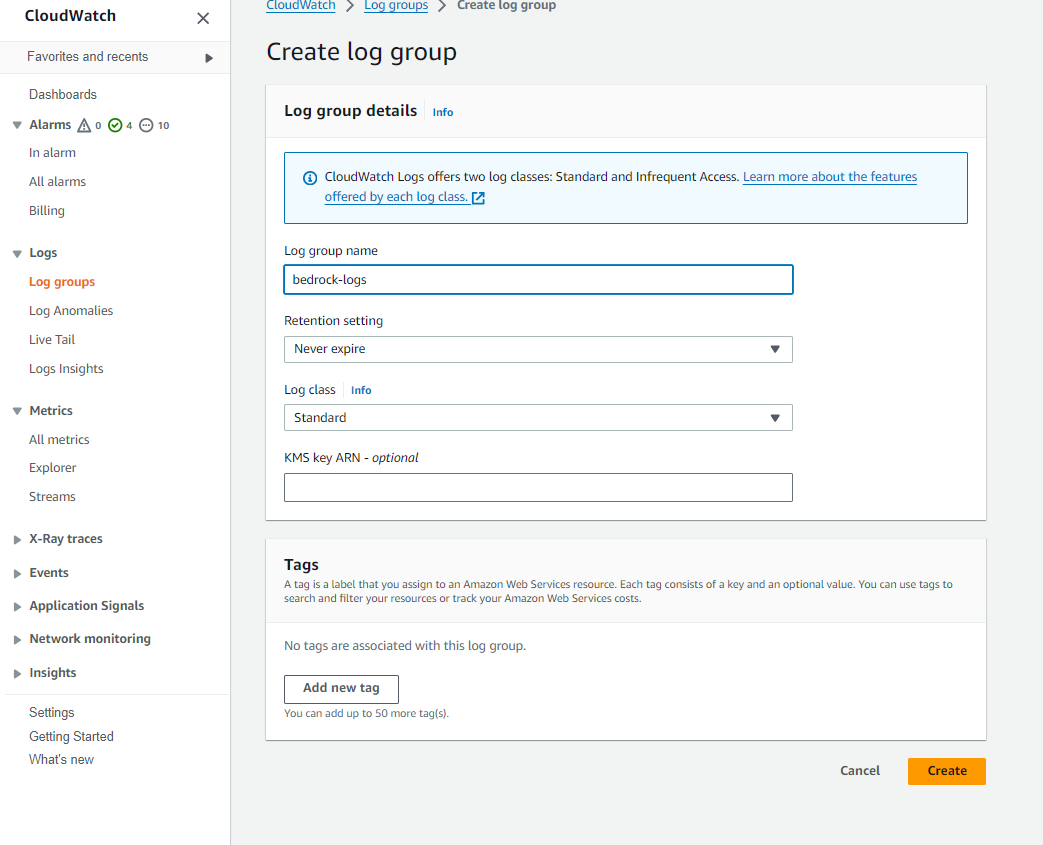 CloudWatch
Favorites and recents
Dashboards
Alarms 0 4 10
In alarm
All alarms
Billing
Logs
Log groups
Log Anomalies
Live Tail
Logs Insights
Metrics
All metrics
Explorer
Streams
X-Ray traces
Events
Application Signals
Network monitoring
Insights
Settings
Getting Started
What's new
CloudWatch > Log groups > Create log group
Create log group
Log group details Info
CloudWatch Logs offers two log classes: Standard and Infrequent Access. Learn more about the features
offered by each log class.
Log group name
bedrock-logs
Retention setting
Never expire
Log class Info
Standard
KMS key ARN - optional
Tags
A tag is a label that you assign to an Amazon Web Services resource. Each tag consists of a key and an optional value. You can use tags to
search and filter your resources or track your Amazon Web Services costs.
No tags are associated with this log group.
Add new tag
You can add up to 50 more tag(s).
Cancel Create